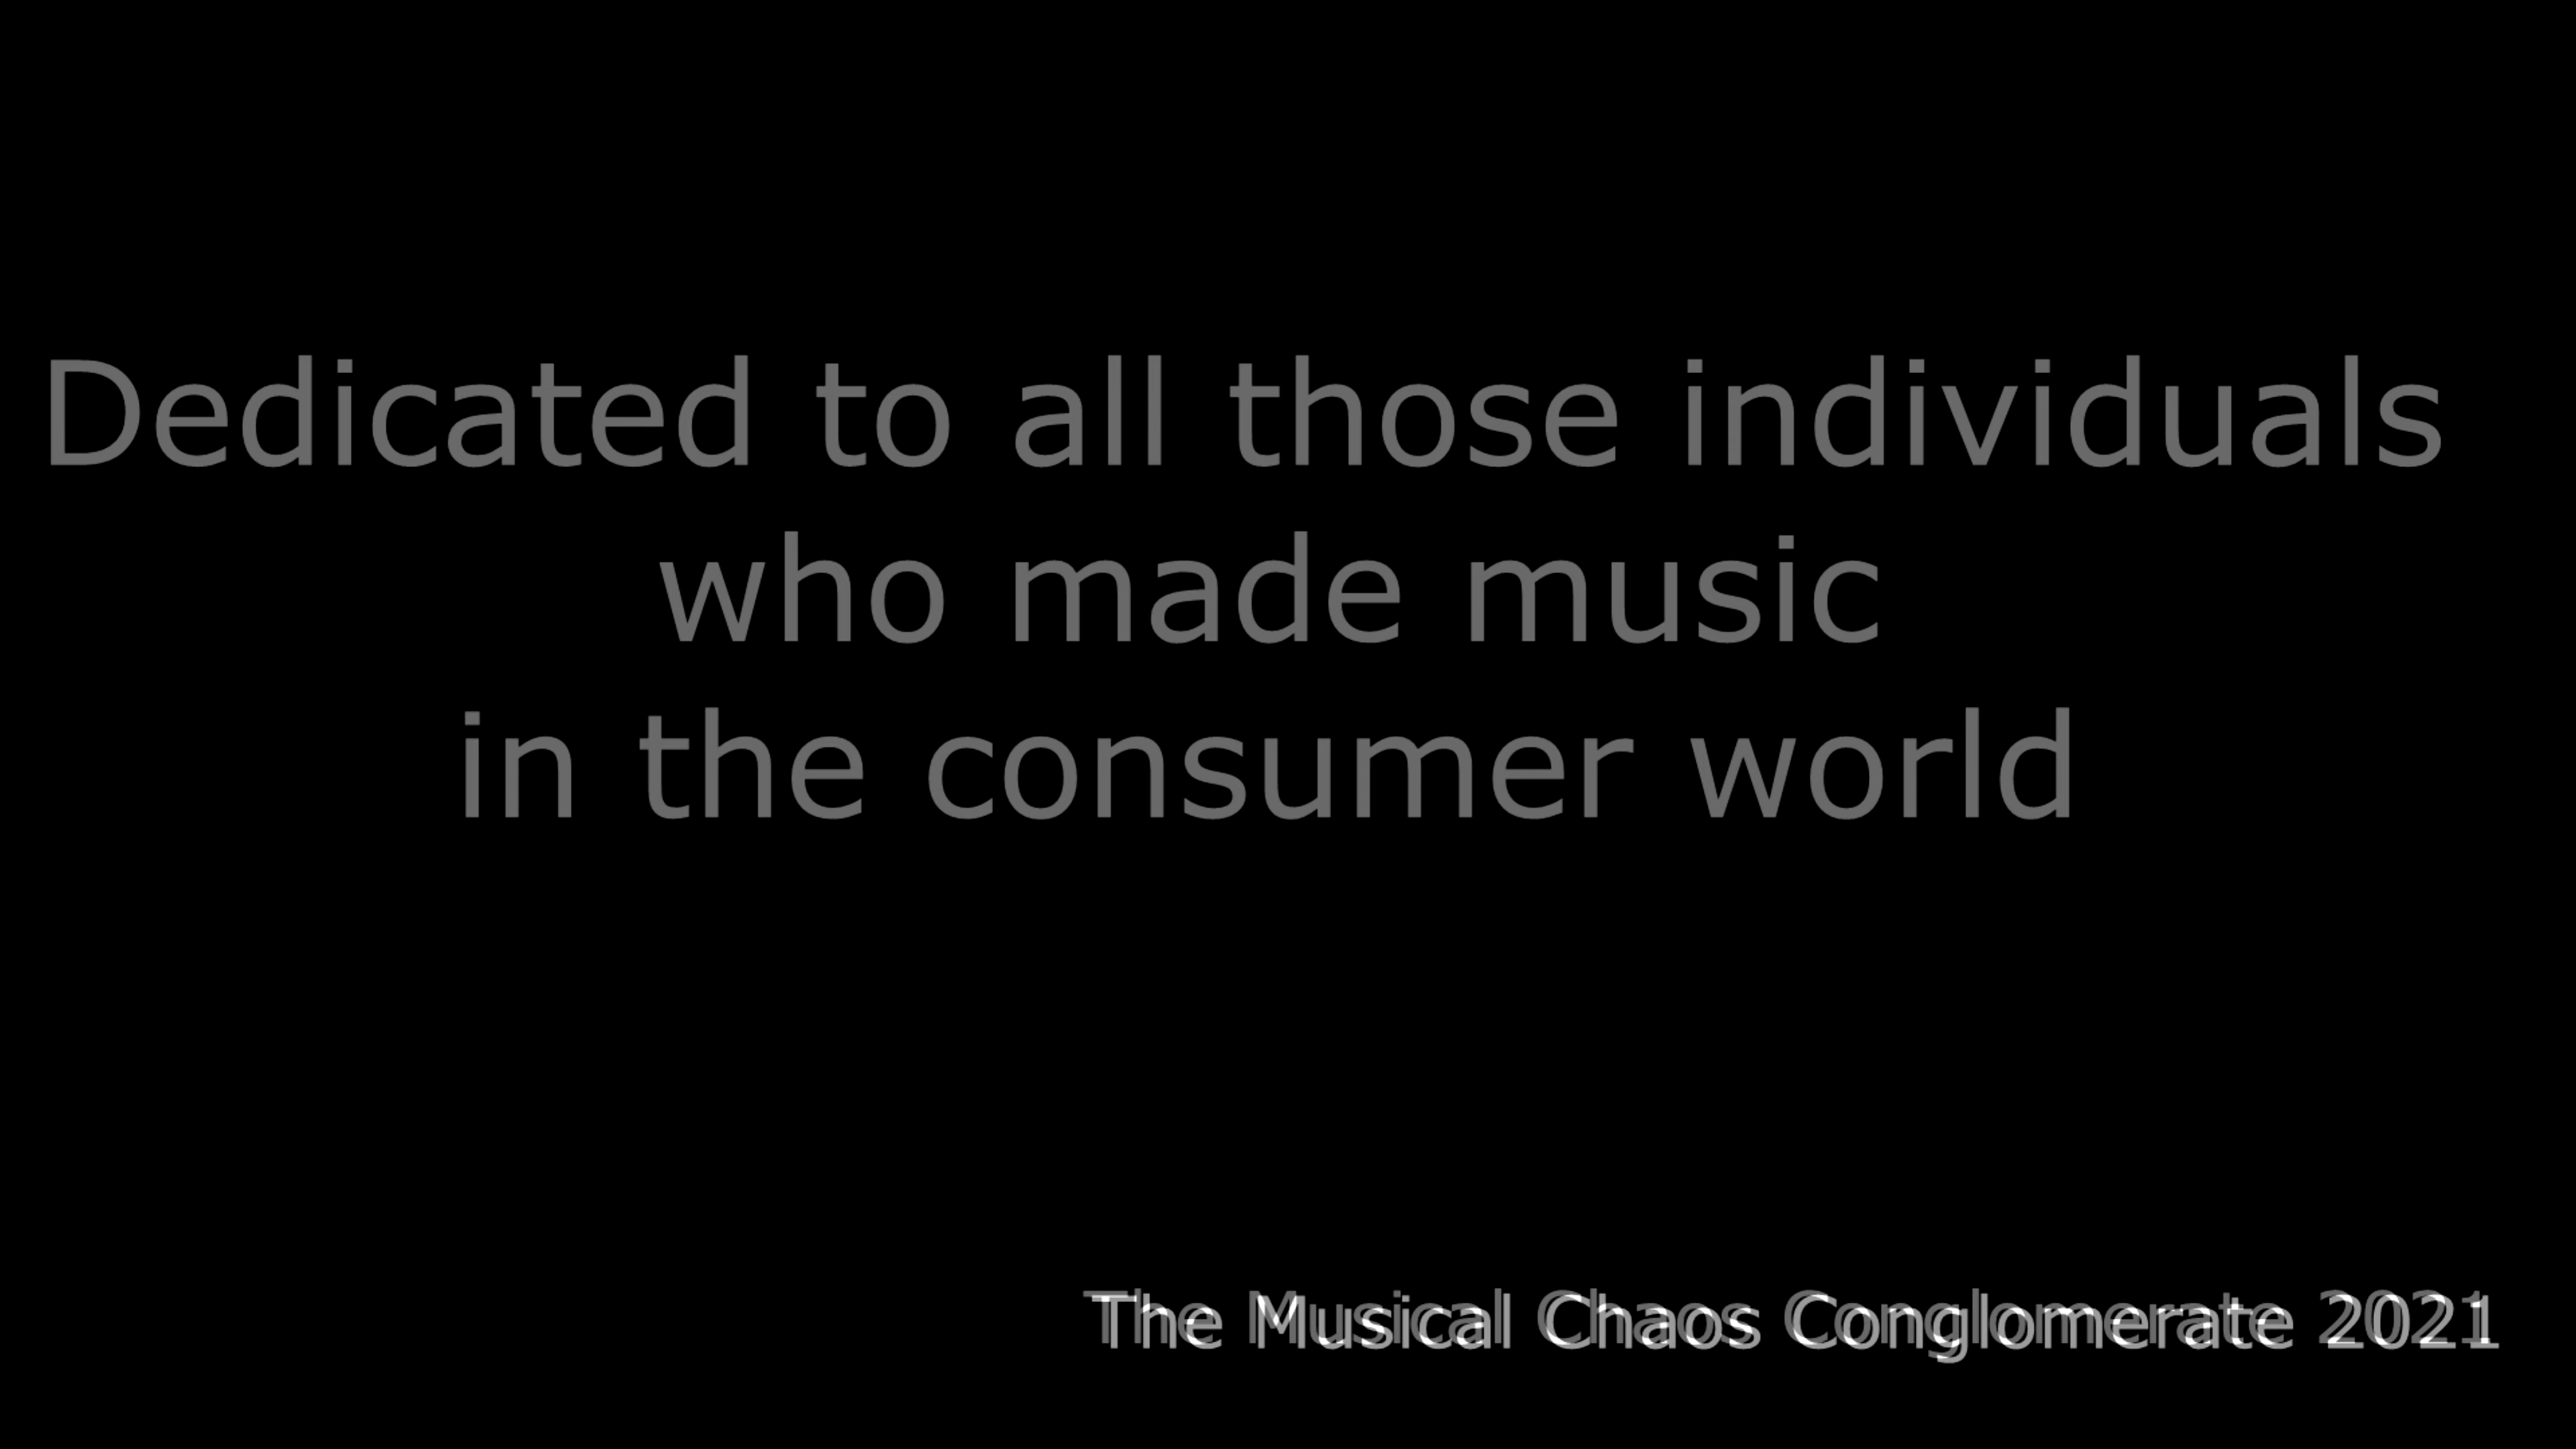 Dedicated to all those individuals
who made music
in the consumer world
The Musical Chaos Conglomerate 2021